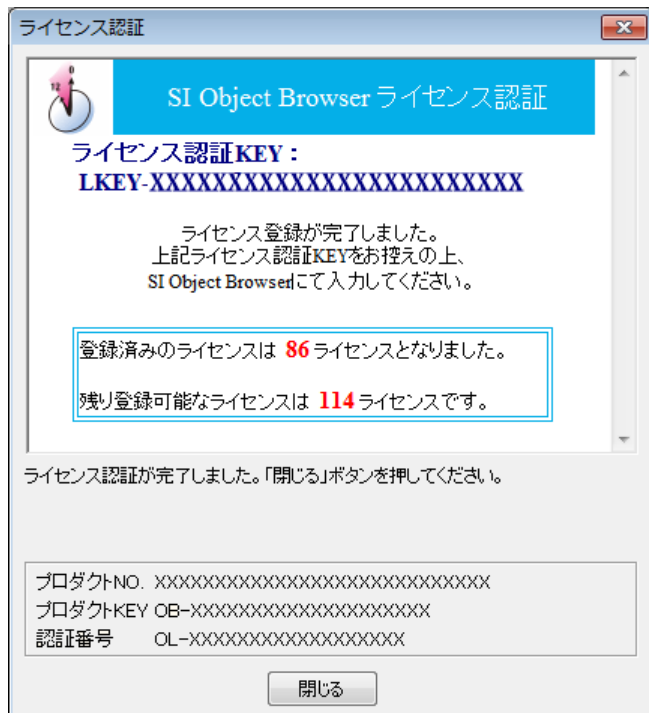 ライセンス認証
SI Object Browser ライセンス認証
ライセンス認証KEY：
LKEY-XXXXXXXXXXXXXXXXXXXXXXXX
ライセンス登録が完了しました。
上記ライセンス認証KEYをお控えの上、
SI Object Browserにて入力してください。
登録済みのライセンスは 86 ライセンスとなりました。
残り登録可能なライセンスは 114 ライセンスです。
ライセンス認証が完了しました。「閉じる」ボタンを押してください。
プロダクトNO. XXXXXXXXXXXXXXXXXXXXXXXXXXXX
プロダクトKEY OB-XXXXXXXXXXXXXXXXXXXX
認証番号 OL-XXXXXXXXXXXXXXXXXX
閉じる